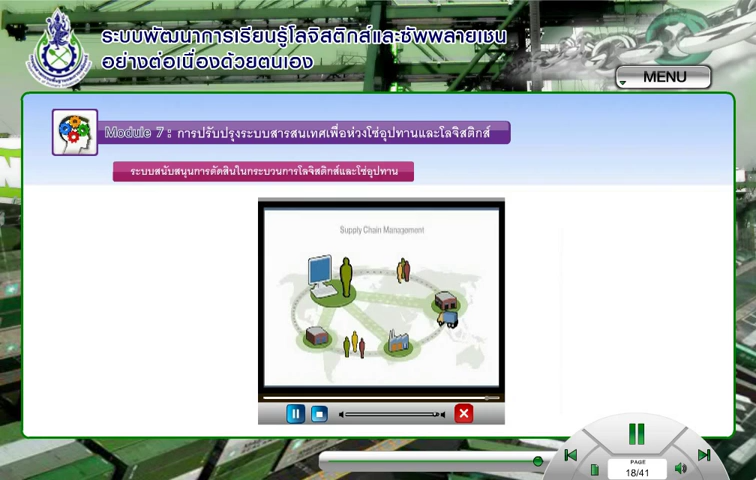 ระบบพัฒนาการเรียนรู้โลจิสติกส์และซัพพลายเชน
อย่างต่อเนื่องด้วยตนเอง
MENU
Module 7 : การปรับปรุงระบบสารสนเทศเพื่อห่วงโซ่อุปทานและโลจิสติกส์
ระบบสนับสนุนการตัดสินในกระบวนการโลจิสติกส์และโซ่อุปทาน
Supply Chain Management
PAGE
18/41